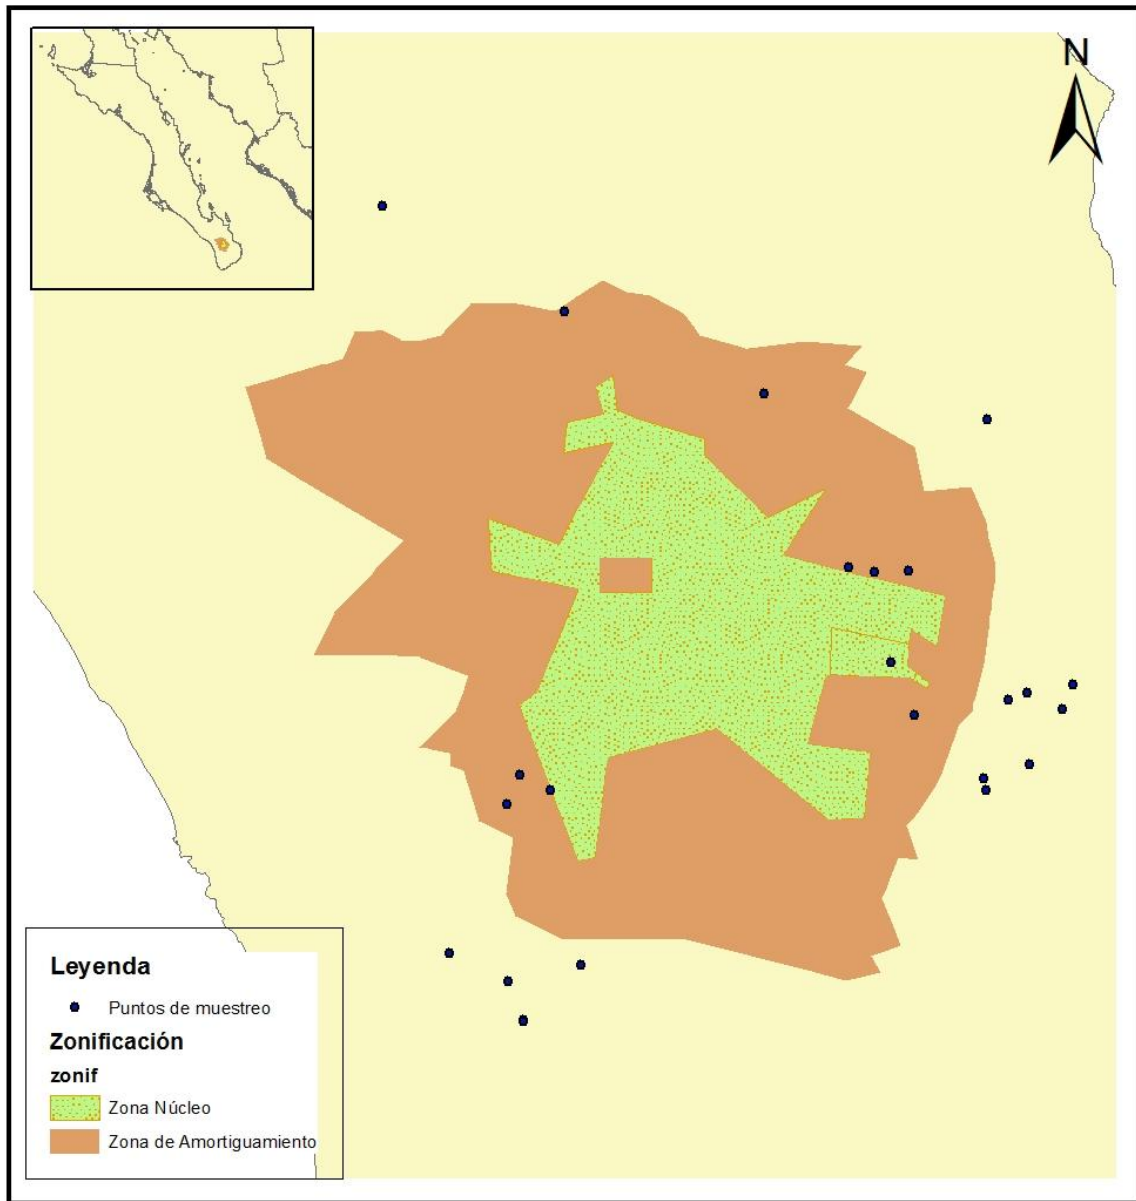 N
Leyenda
Puntos de muestreo
Zonificación
zonif
Zona Núcleo
Zona de Amortiguamiento